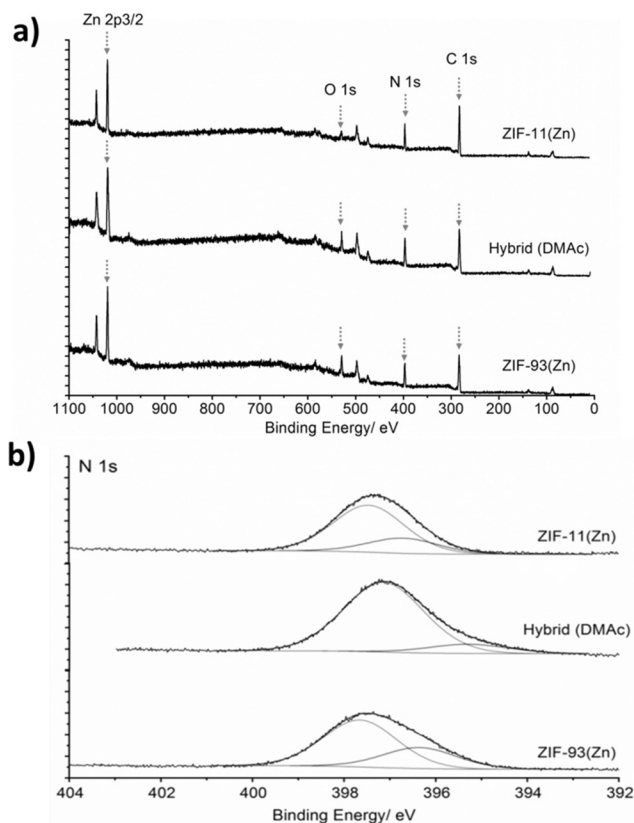 a)
Zn 2p3/2
O 1s
N 1s
C 1s
ZIF-11(Zn)
Hybrid (DMAc)
ZIF-93(Zn)
1100 1000 900 800 700 600 500 400 300 200 100 0
Binding Energy/ eV
b)
N 1s
ZIF-11(Zn)
Hybrid (DMAc)
ZIF-93(Zn)
404 402 400 398 396 394 392
Binding Energy/ eV